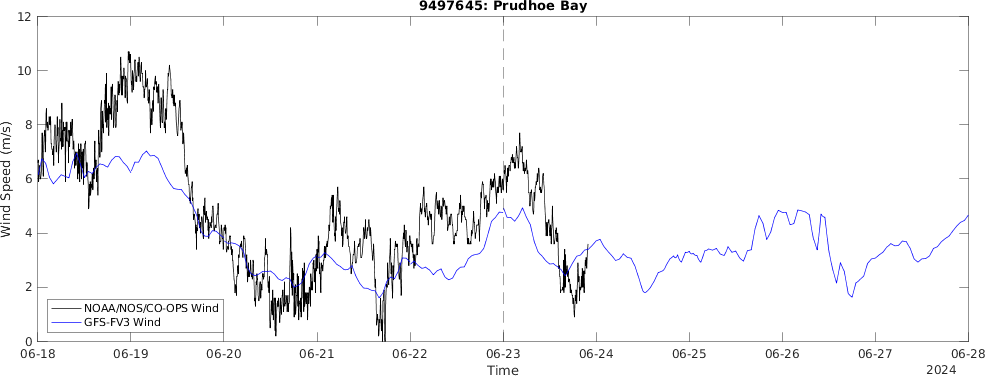 9497645: Prudhoe Bay
12
10
8
6
4
2
0
Wind Speed (m/s)
NOAA/NOS/CO-OPS Wind
GFS-FV3 Wind
06-18 06-19 06-20 06-21 06-22 06-23 06-24 06-25 06-26 06-27 06-28
Time
2024